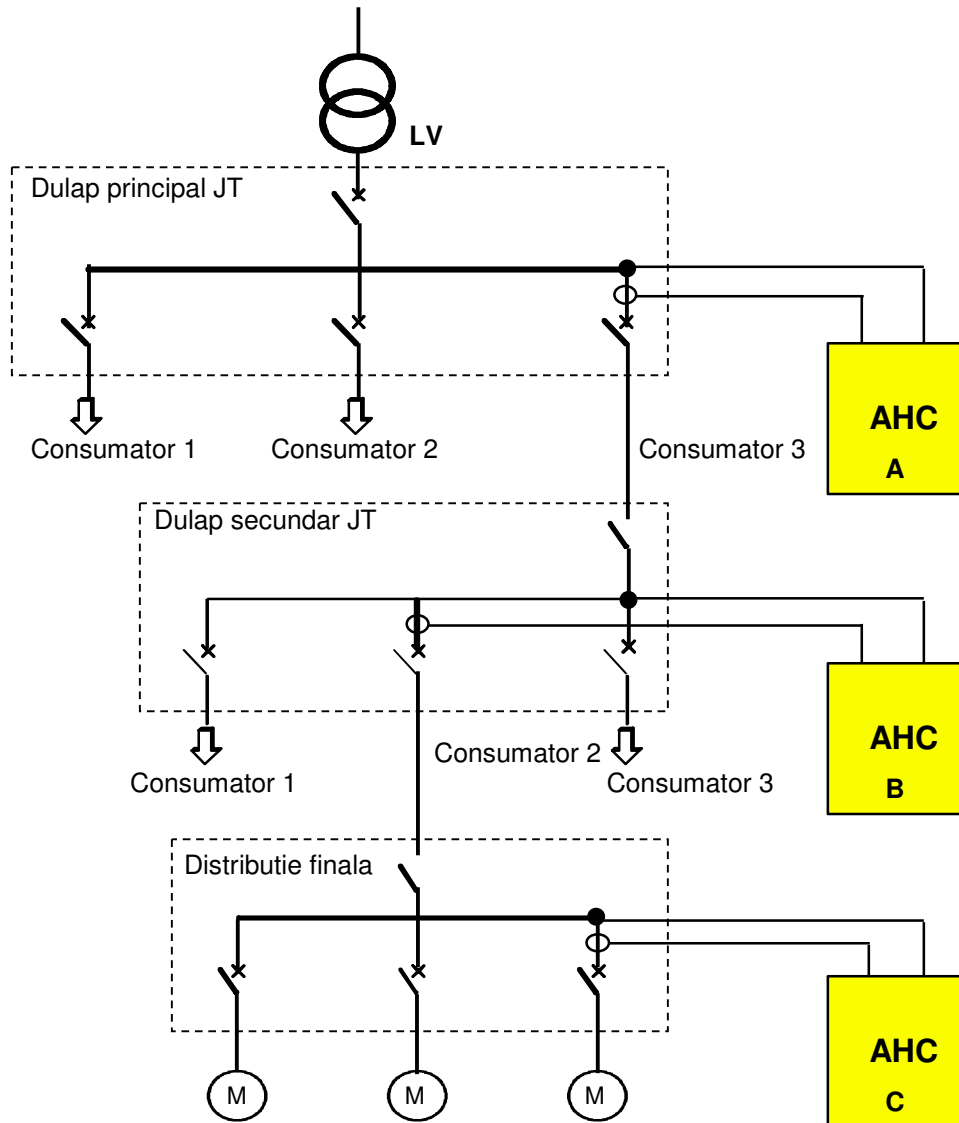 LV
Dulap principal JT
AHC
A
Consumator 1
Consumator 2
Consumator 3
Dulap secundar JT
AHC
B
Consumator 2
Consumator 1
Consumator 3
Distributie finala
AHC
C
M
M
M